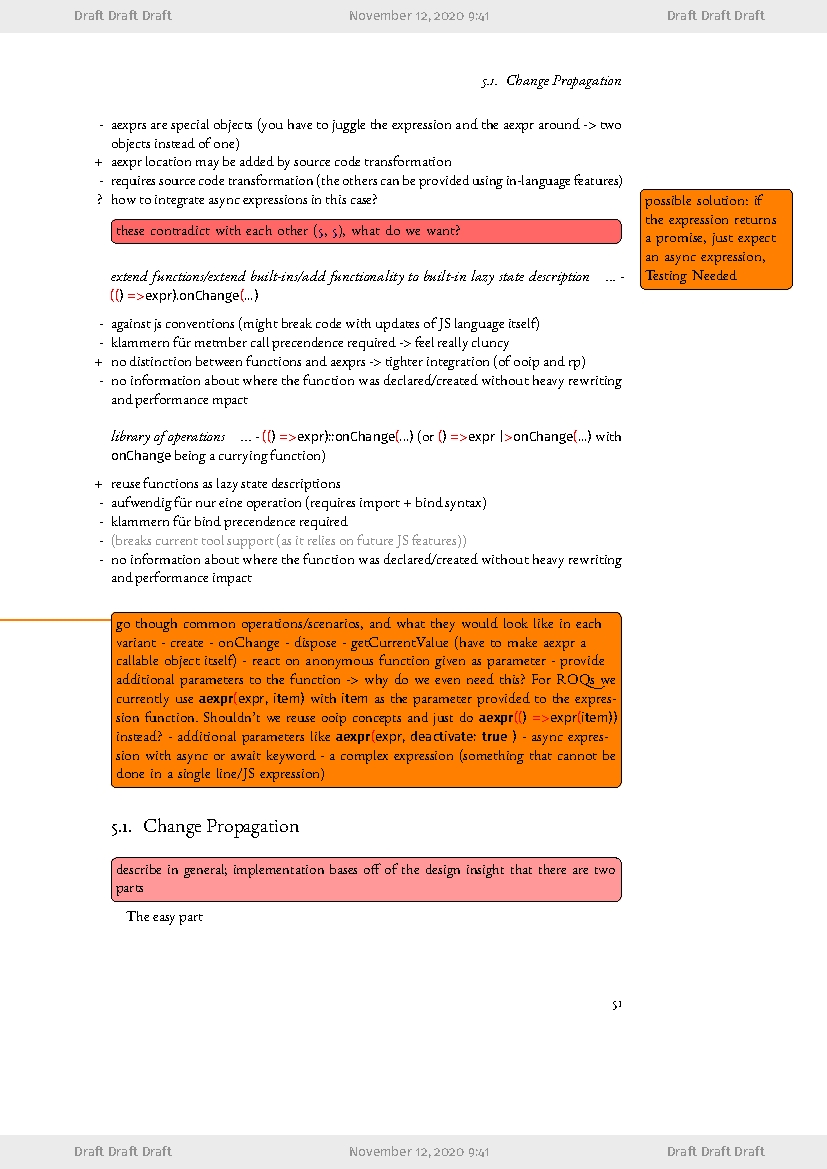 Draft Draft Draft November 12, 2020 9:41 Draft Draft Draft
5.1. Change Propagation
- aexprs are special objects (you have to juggle the expression and the aexpr around -> two
objects instead of one)
+ aexpr location may be added by source code transformation
- requires source code transformation (the others can be provided using in-language features)
? how to integrate async expressions in this case?
possible solution: if
the expression returns
a promise, just expect
an async expression,
Testing Needed
these contradict with each other (5, 5), what do we want?
extend functions/extend built-ins/add functionality to built-in lazy state description ... -
(() =>expr).onChange(...)
- against js conventions (might break code with updates of JS language itself)
- klammern für metmber call precendence required -> feel really cluncy
+ no distinction between functions and aexprs -> tighter integration (of ooip and rp)
- no information about where the function was declared/created without heavy rewriting
and performance mpact
library of operations ... - (() =>expr)::onChange(...) (or () =>expr |>onChange(...) with
onChange being a currying function)
+ reuse functions as lazy state descriptions
- aufwendig für nur eine operation (requires import + bind syntax)
- klammern für bind precendence required
- (breaks current tool support (as it relies on future JS features))
- no information about where the function was declared/created without heavy rewriting
and performance impact
go though common operations/scenarios, and what they would look like in each
variant - create - onChange - dispose - getCurrentValue (have to make aexpr a
callable object itself) - react on anonymous function given as parameter - provide
additional parameters to the function -> why do we even need this? For ROQs we
currently use aexpr(expr, item) with item as the parameter provided to the expres-
sion function. Shouldn't we reuse ooip concepts and just do aexpr(() =>expr(item))
instead? - additional parameters like aexpr(expr, deactivate: true ) - async expres-
sion with async or await keyword - a complex expression (something that cannot be
done in a single line/JS expression)
5.1. Change Propagation
describe in general; implementation bases off of the design insight that there are two
parts
The easy part
51
Draft Draft Draft November 12, 2020 9:41 Draft Draft Draft